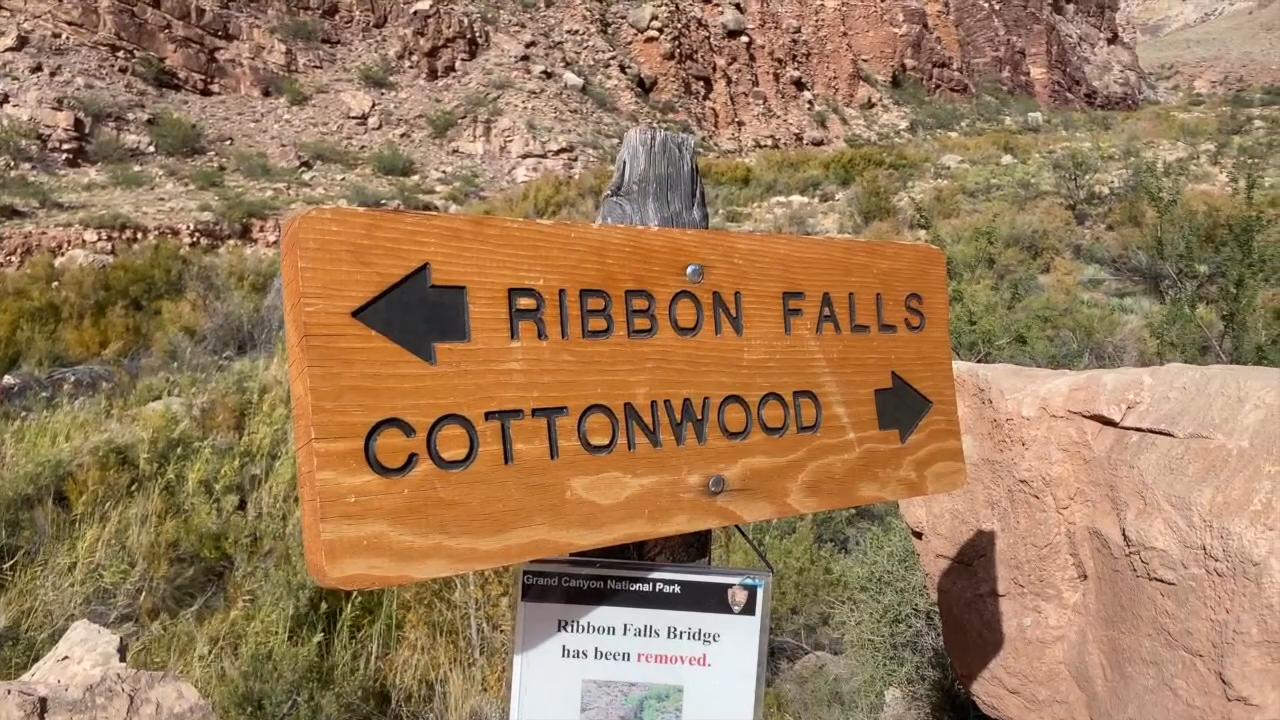 RIBBON FALLS
COTTONWOOD
Grand Canyon National Park
Ribbon Falls Bridge
has been removed.